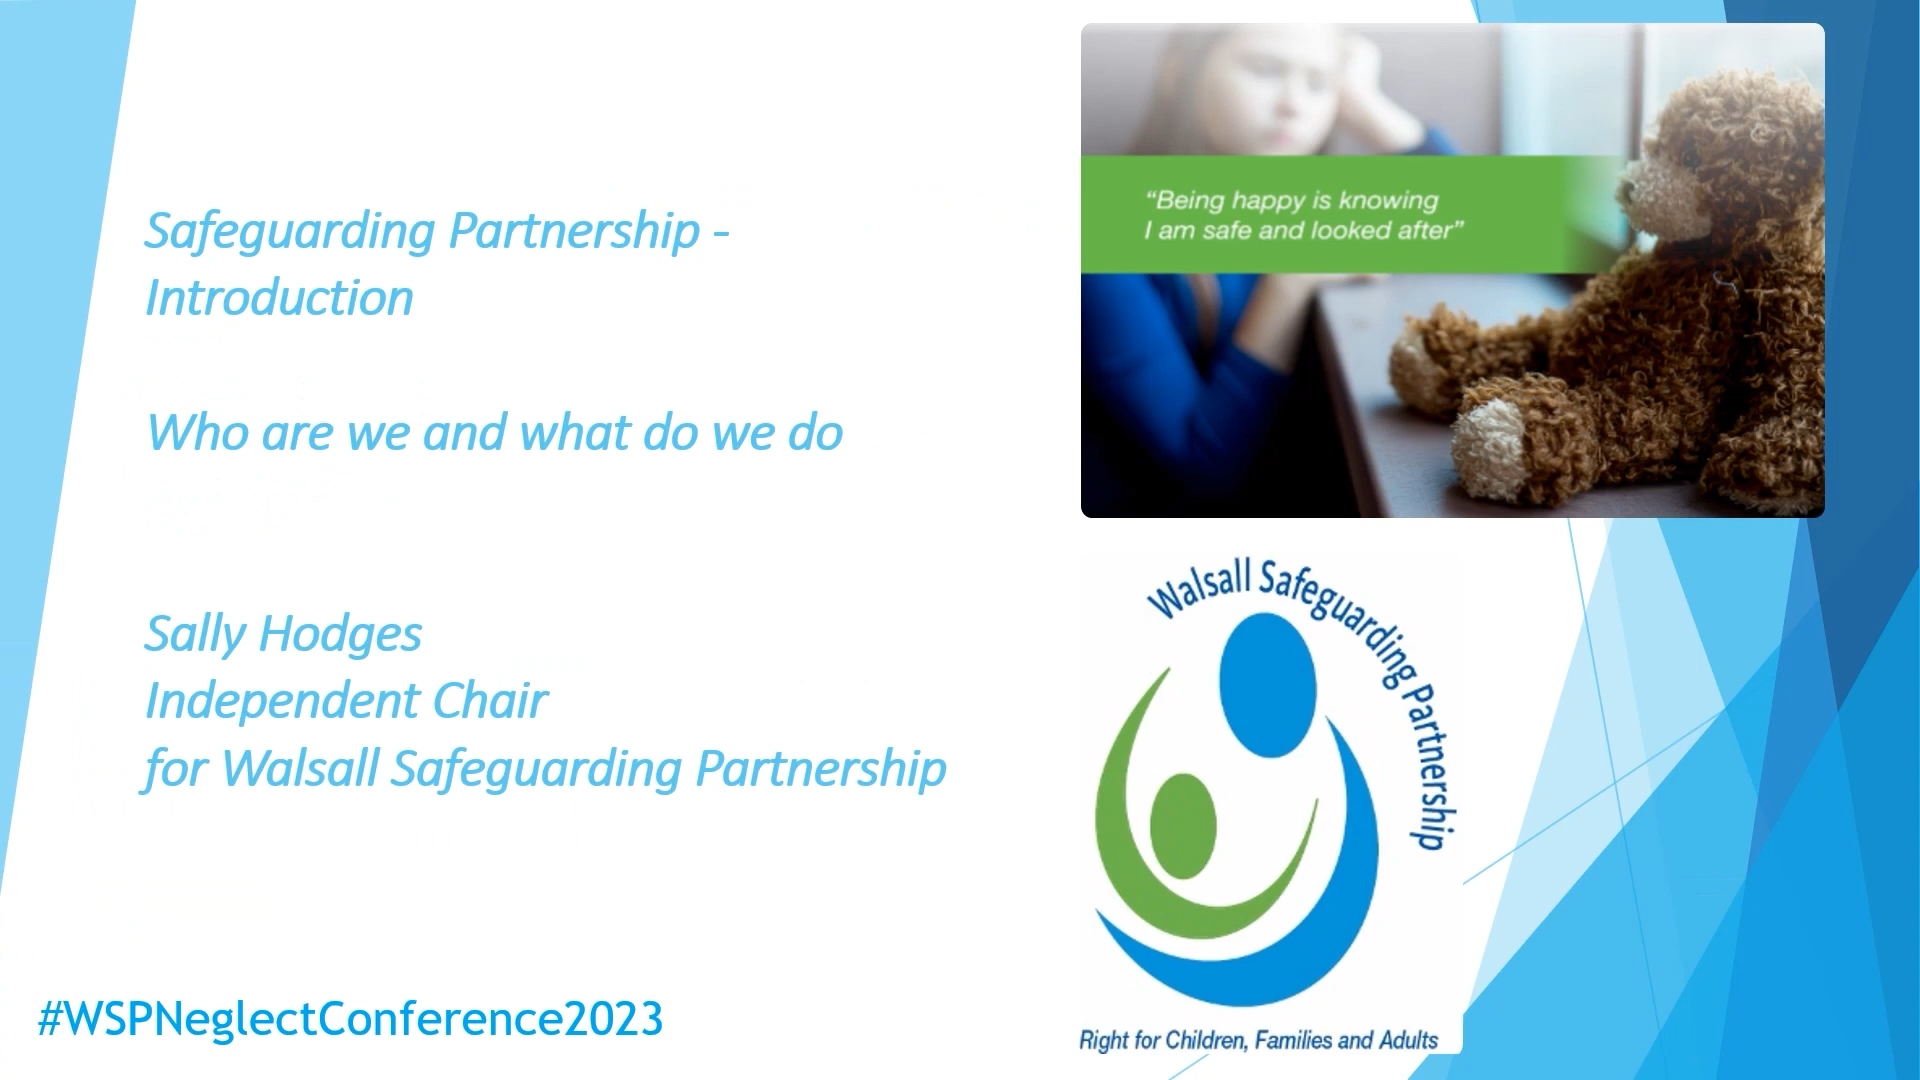 Safeguarding Partnership -
Introduction
Who are we and what do we do
Sally Hodges
Independent Chair
for Walsall Safeguarding Partnership
#WSPNeglectConference2023
“Being happy is knowing
I am safe and looked after”
Walsall Safeguarding Partnership
Right for Children, Families and Adults